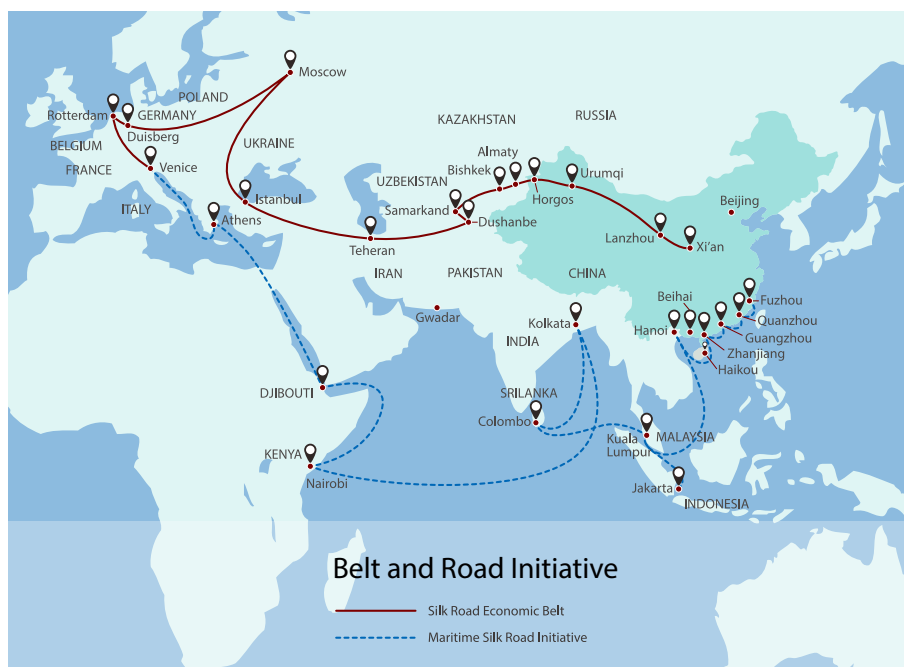 Moscow
POLAND
Rotterdam
GERMANY
Duisberg
BELGIUM
FRANCE
Venice
UKRAINE
ITALY
Istanbul
Athens
KAZAKHSTAN
RUSSIA
Almaty
Bishkek
Urumqi
UZBEKISTAN
Horgos
Samarkand
Dushanbe
Beijing
Lanzhou
Xi'an
Teheran
IRAN
PAKISTAN
CHINA
Gwadar
Beihai
Fuzhou
Kolkata
Hanoi
Quanzhou
INDIA
Guangzhou
Zhanjiang
Haikou
DJIBOUTI
SRILANKA
Colombo
Kuala
Lumpur
MALAYSIA
KENYA
Nairobi
Jakarta
INDONESIA
Belt and Road Initiative
Silk Road Economic Belt
Maritime Silk Road Initiative